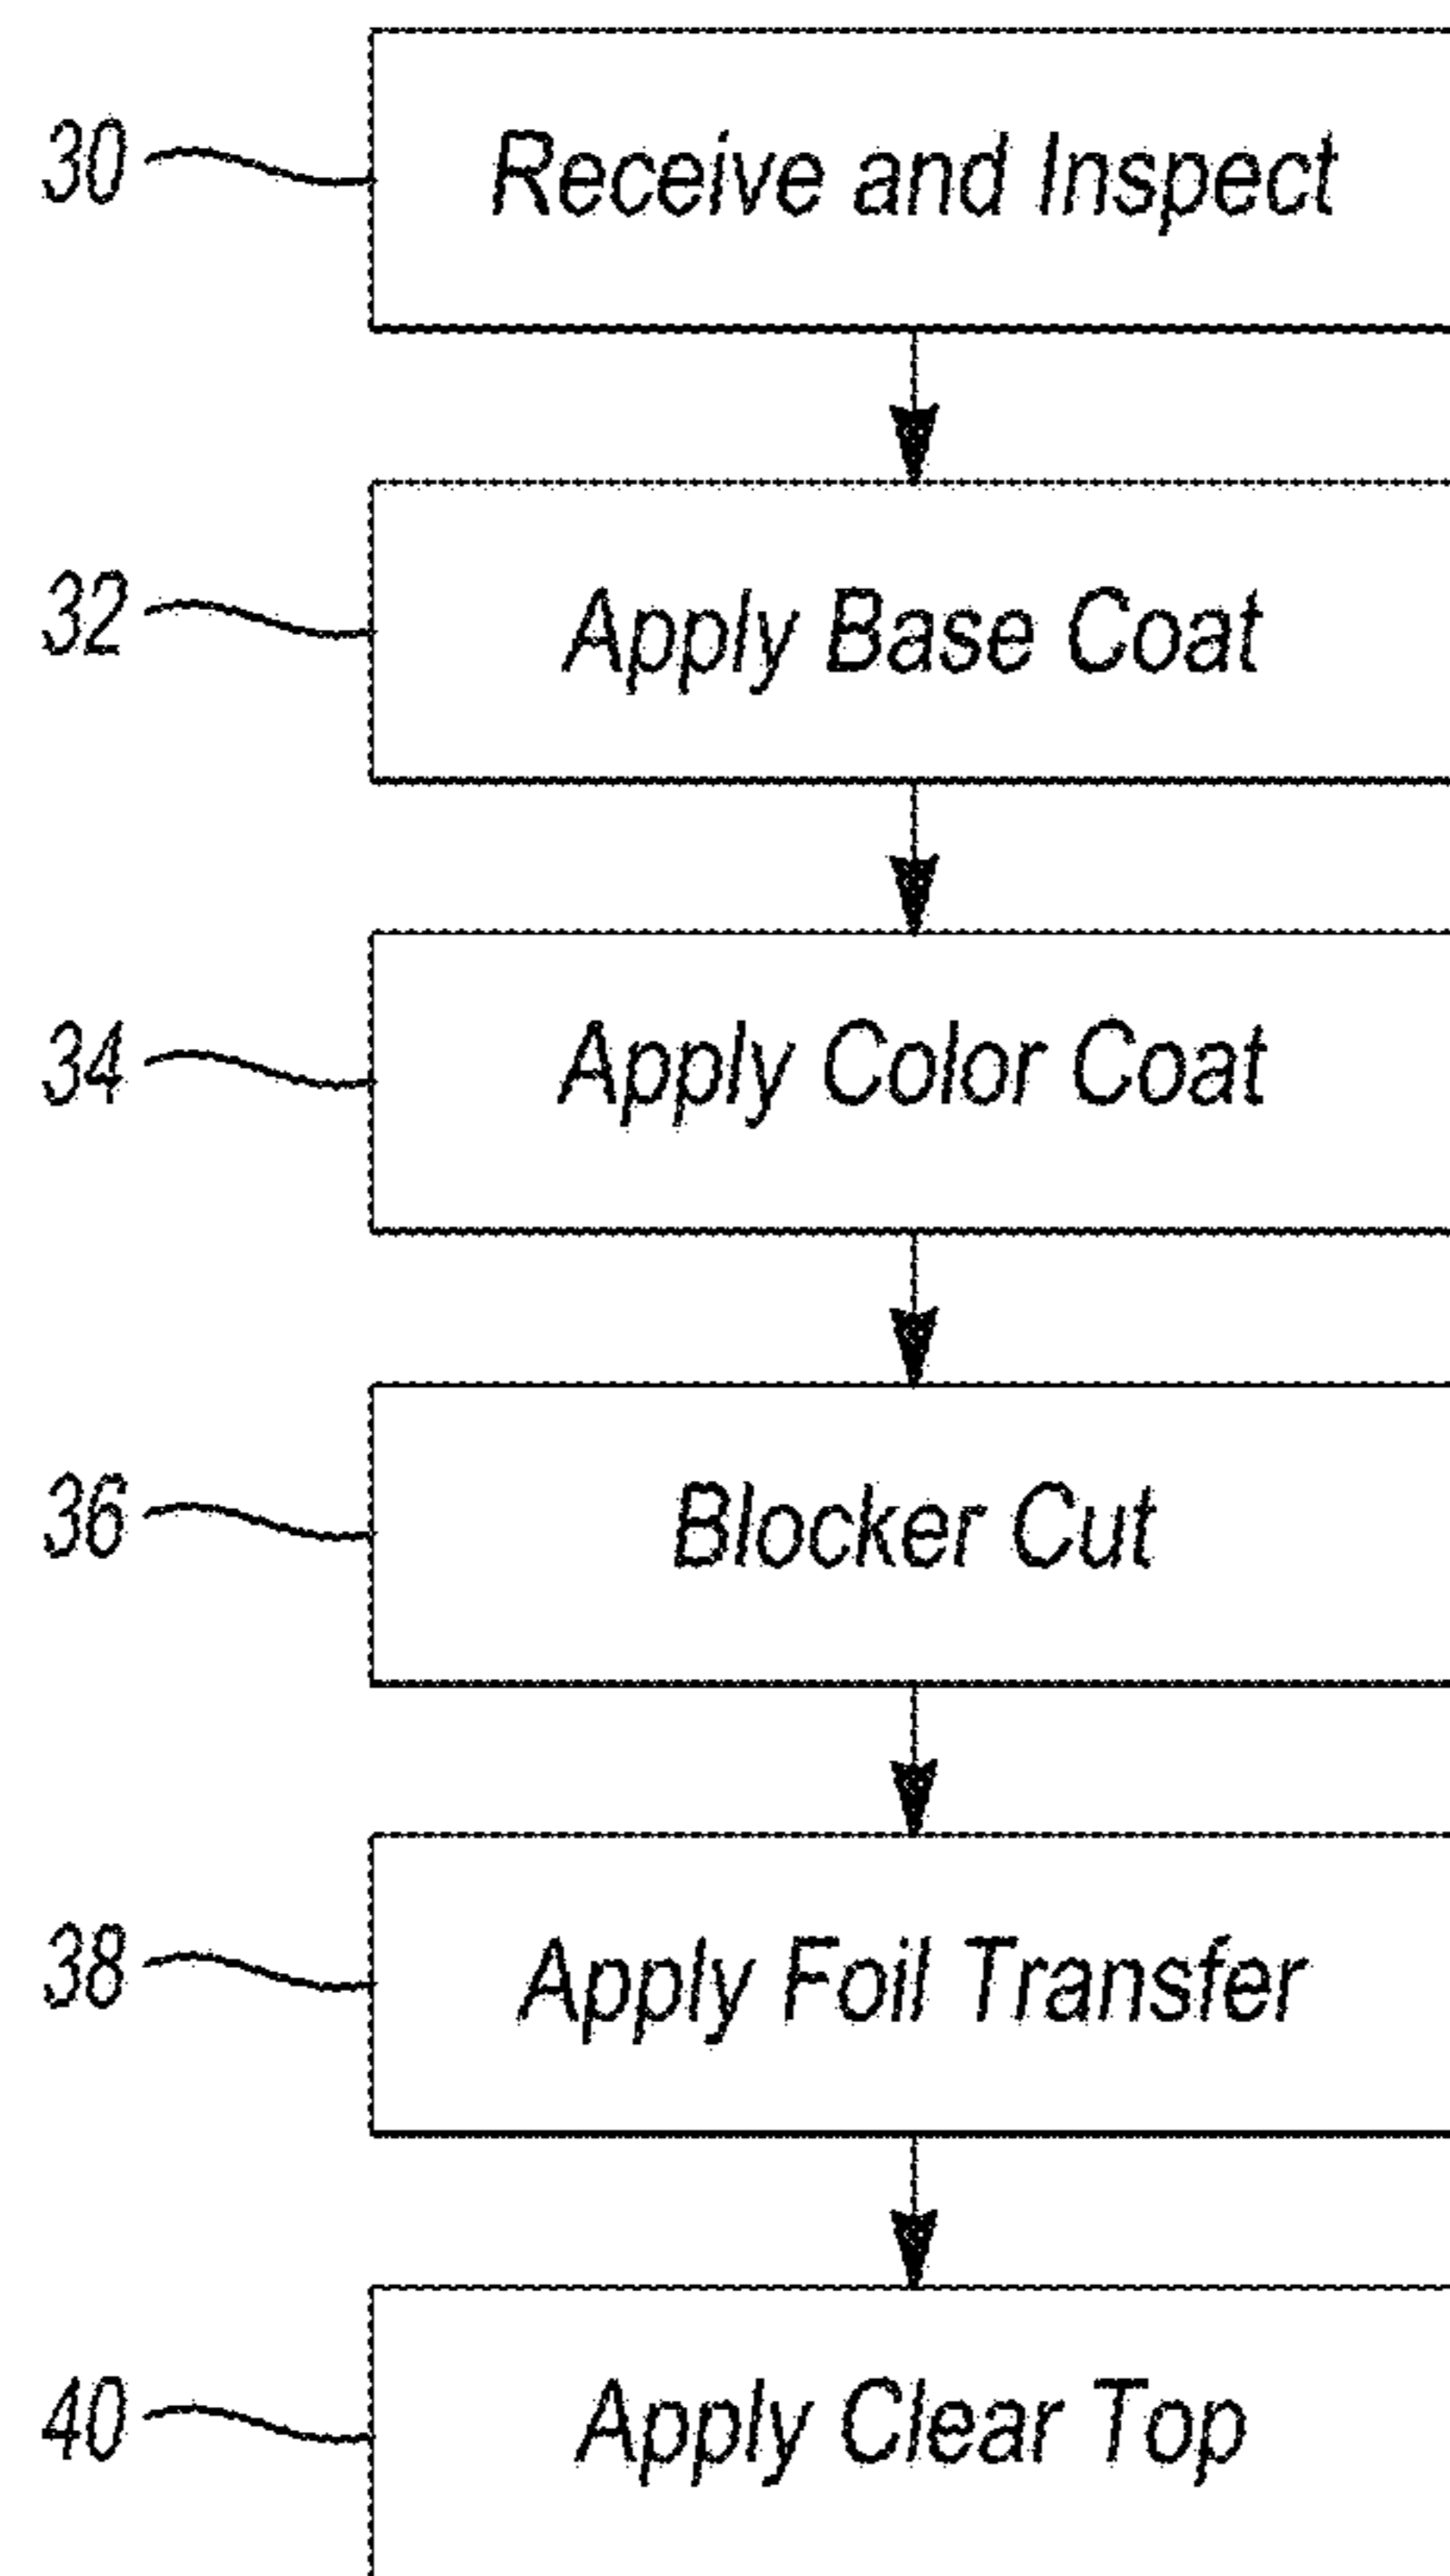 30 Receive and Inspect
32 Apply Base Coat
34 Apply Color Coat
36 Blocker Cut
38 Apply Foil Transfer
40 Apply Clear Top